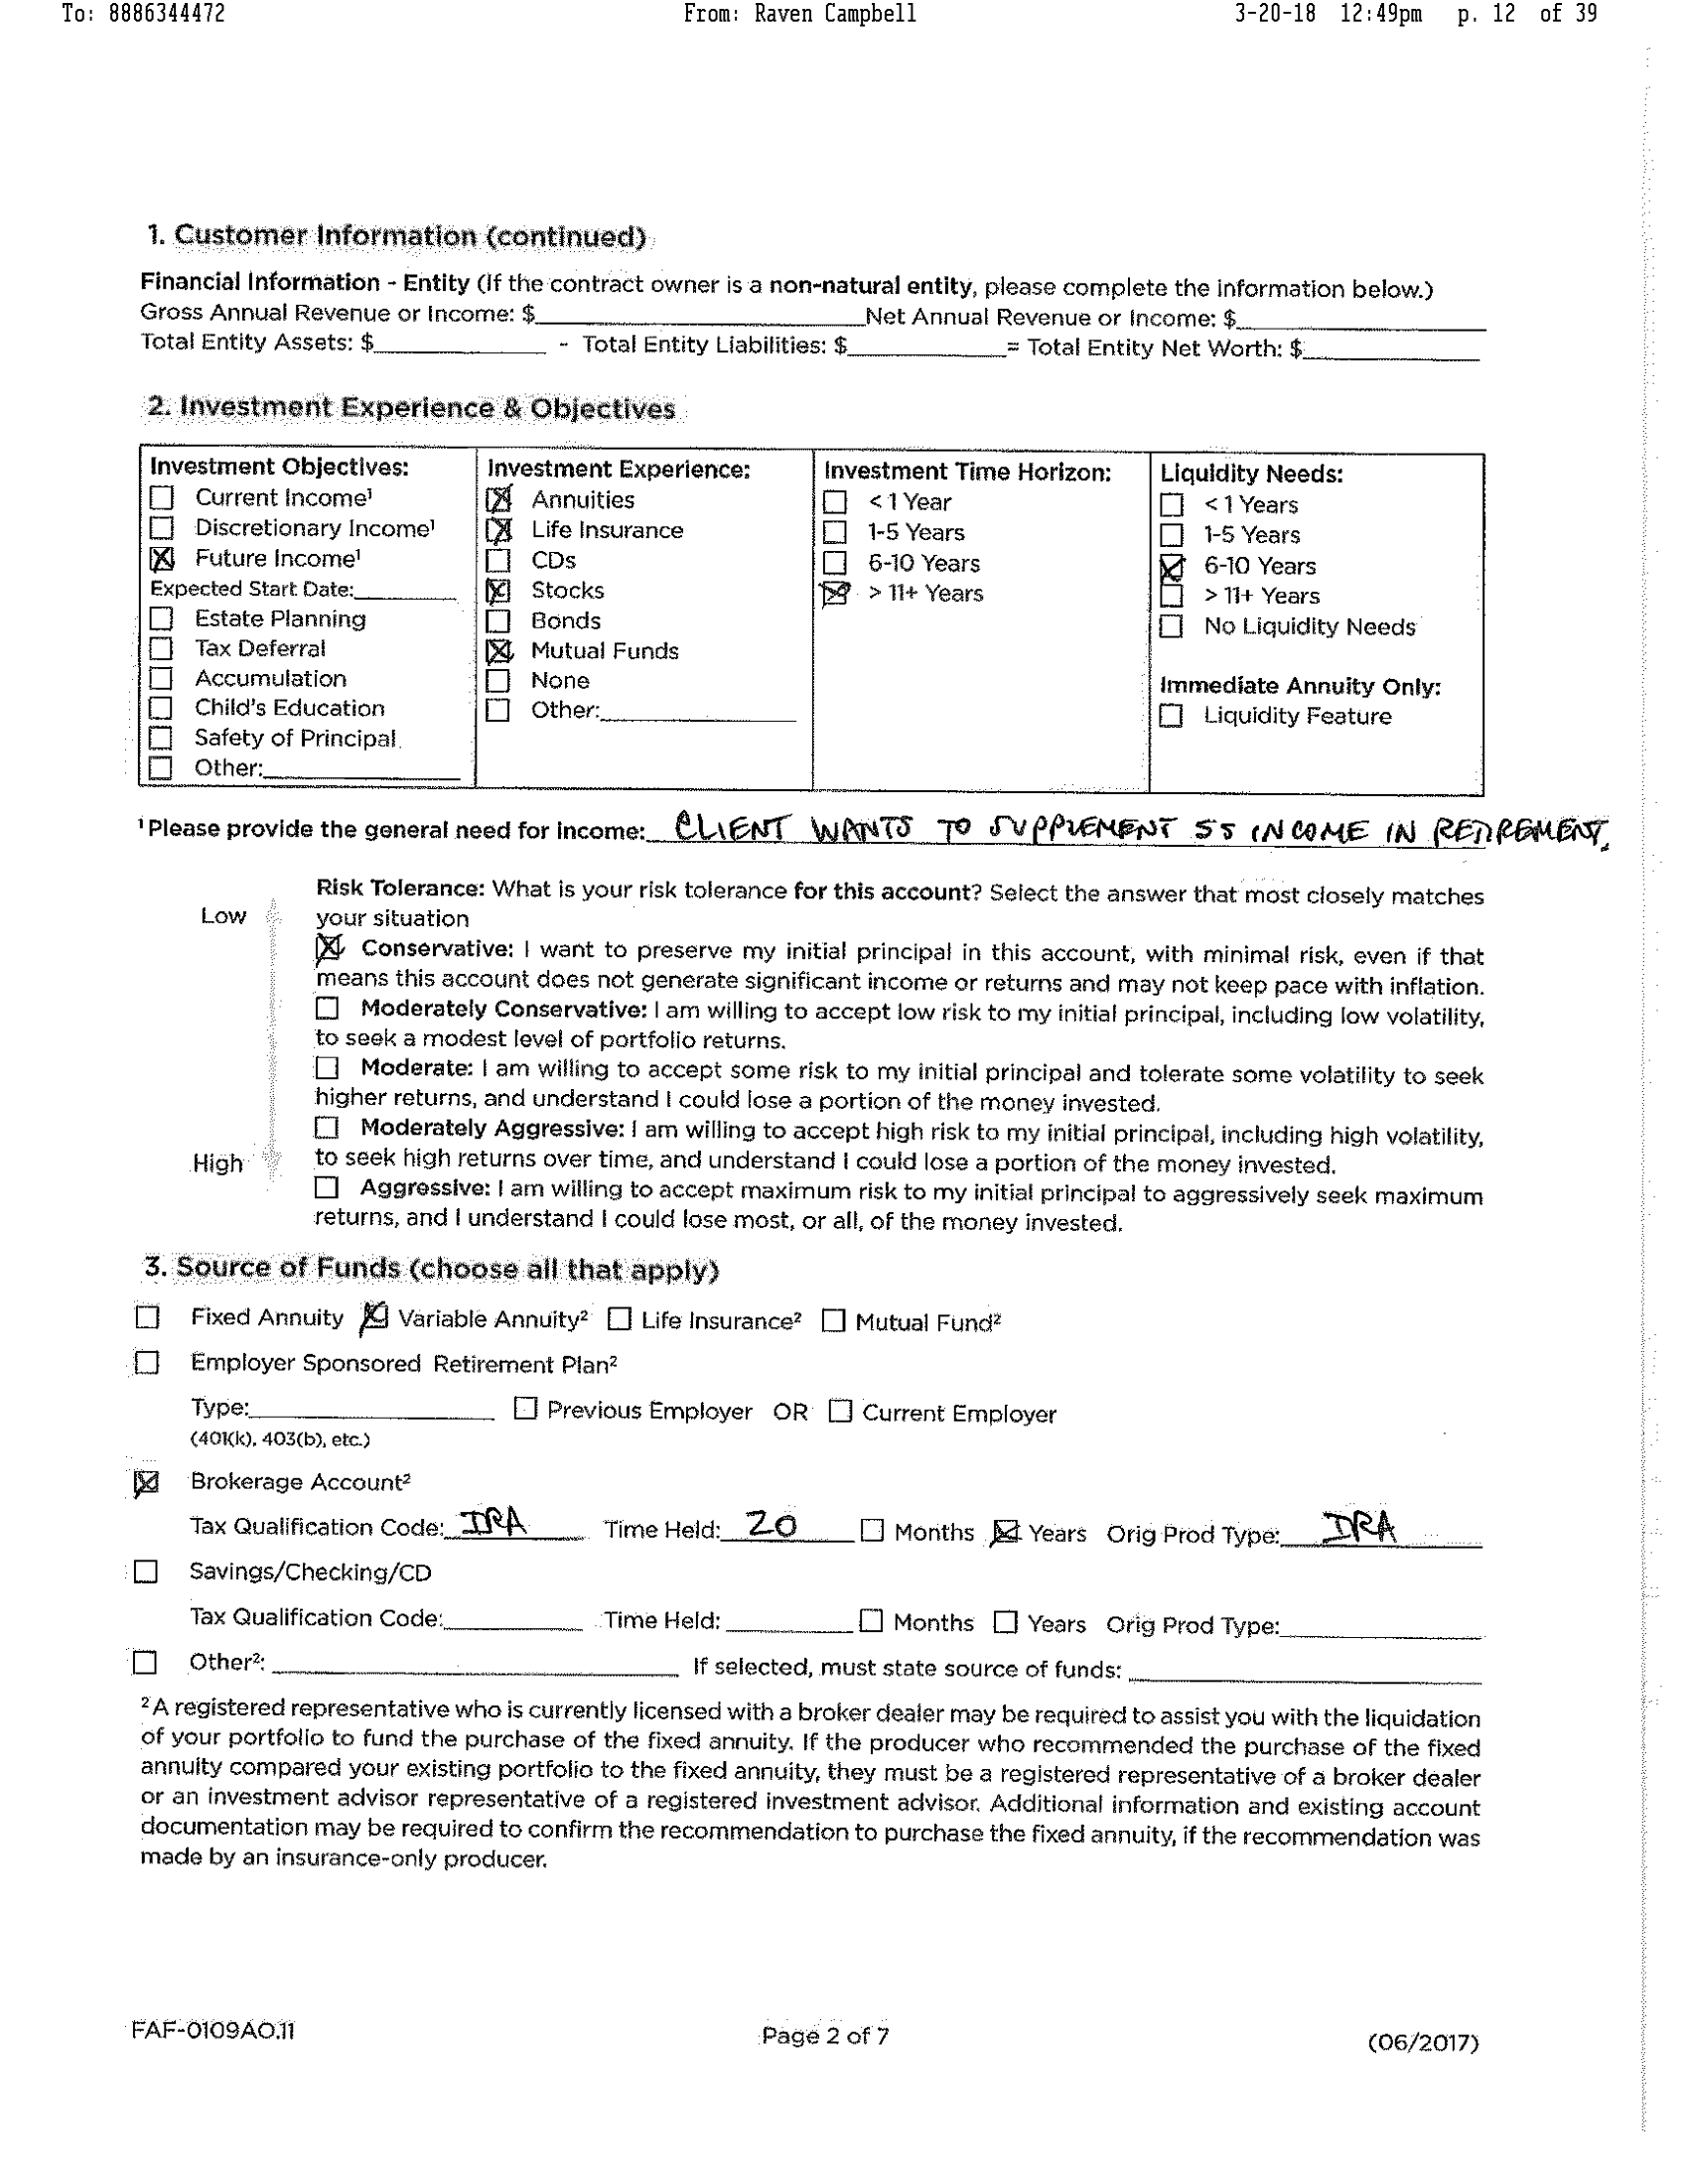 To: 8886344472 From: Raven Campbell 3-20-18 12:49pm p. 12 of 39
1. Customer Information (continued)
Financial Information - Entity (If the contract owner is a non-natural entity, please complete the information below.)
Gross Annual Revenue or Income: $ Net Annual Revenue or Income: $
Total Entity Assets: $ - Total Entity Liabilities: $ = Total Entity Net Worth: $
2. Investment Experience & Objectives
Investment Objectives:
☐ Current Income¹
☐ Discretionary Income¹
☒ Future Income¹
Expected Start Date:
☐ Estate Planning
☐ Tax Deferral
☐ Accumulation
☐ Child's Education
☐ Safety of Principal
☐ Other:
Investment Experience:
☒ Annuities
☒ Life Insurance
☐ CDs
☒ Stocks
☐ Bonds
☒ Mutual Funds
☐ None
☐ Other:
Investment Time Horizon:
☐ < 1 Year
☐ 1-5 Years
☐ 6-10 Years
☒ > 11+ Years
Liquidity Needs:
☐ < 1 Years
☐ 1-5 Years
☒ 6-10 Years
☐ > 11+ Years
☐ No Liquidity Needs
Immediate Annuity Only:
☐ Liquidity Feature
¹ Please provide the general need for income: CLIENT WANTS TO SUPPLEMENT SS INCOME IN RETIREMENT.
Risk Tolerance: What is your risk tolerance for this account? Select the answer that most closely matches
Low
your situation
☒ Conservative: I want to preserve my initial principal in this account, with minimal risk, even if that
means this account does not generate significant income or returns and may not keep pace with inflation.
☐ Moderately Conservative: I am willing to accept low risk to my initial principal, including low volatility,
to seek a modest level of portfolio returns.
☐ Moderate: I am willing to accept some risk to my initial principal and tolerate some volatility to seek
higher returns, and understand I could lose a portion of the money invested.
☐ Moderately Aggressive: I am willing to accept high risk to my initial principal, including high volatility,
High
to seek high returns over time, and understand I could lose a portion of the money invested.
☐ Aggressive: I am willing to accept maximum risk to my initial principal to aggressively seek maximum
returns, and I understand I could lose most, or all, of the money invested.
3. Source of Funds (choose all that apply)
☐ Fixed Annuity ☒ Variable Annuity² ☐ Life Insurance² ☐ Mutual Fund²
☐ Employer Sponsored Retirement Plan²
Type: ☐ Previous Employer OR ☐ Current Employer
(401(k), 403(b), etc.)
☒ Brokerage Account²
Tax Qualification Code: IRA Time Held: 20 ☐ Months ☒ Years Orig Prod Type: IRA
☐ Savings/Checking/CD
Tax Qualification Code: Time Held: ☐ Months ☐ Years Orig Prod Type:
☐ Other²: If selected, must state source of funds:
² A registered representative who is currently licensed with a broker dealer may be required to assist you with the liquidation
of your portfolio to fund the purchase of the fixed annuity. If the producer who recommended the purchase of the fixed
annuity compared your existing portfolio to the fixed annuity, they must be a registered representative of a broker dealer
or an investment advisor representative of a registered investment advisor. Additional information and existing account
documentation may be required to confirm the recommendation to purchase the fixed annuity, if the recommendation was
made by an insurance-only producer.
FAF-0109AO.11 Page 2 of 7 (06/2017)